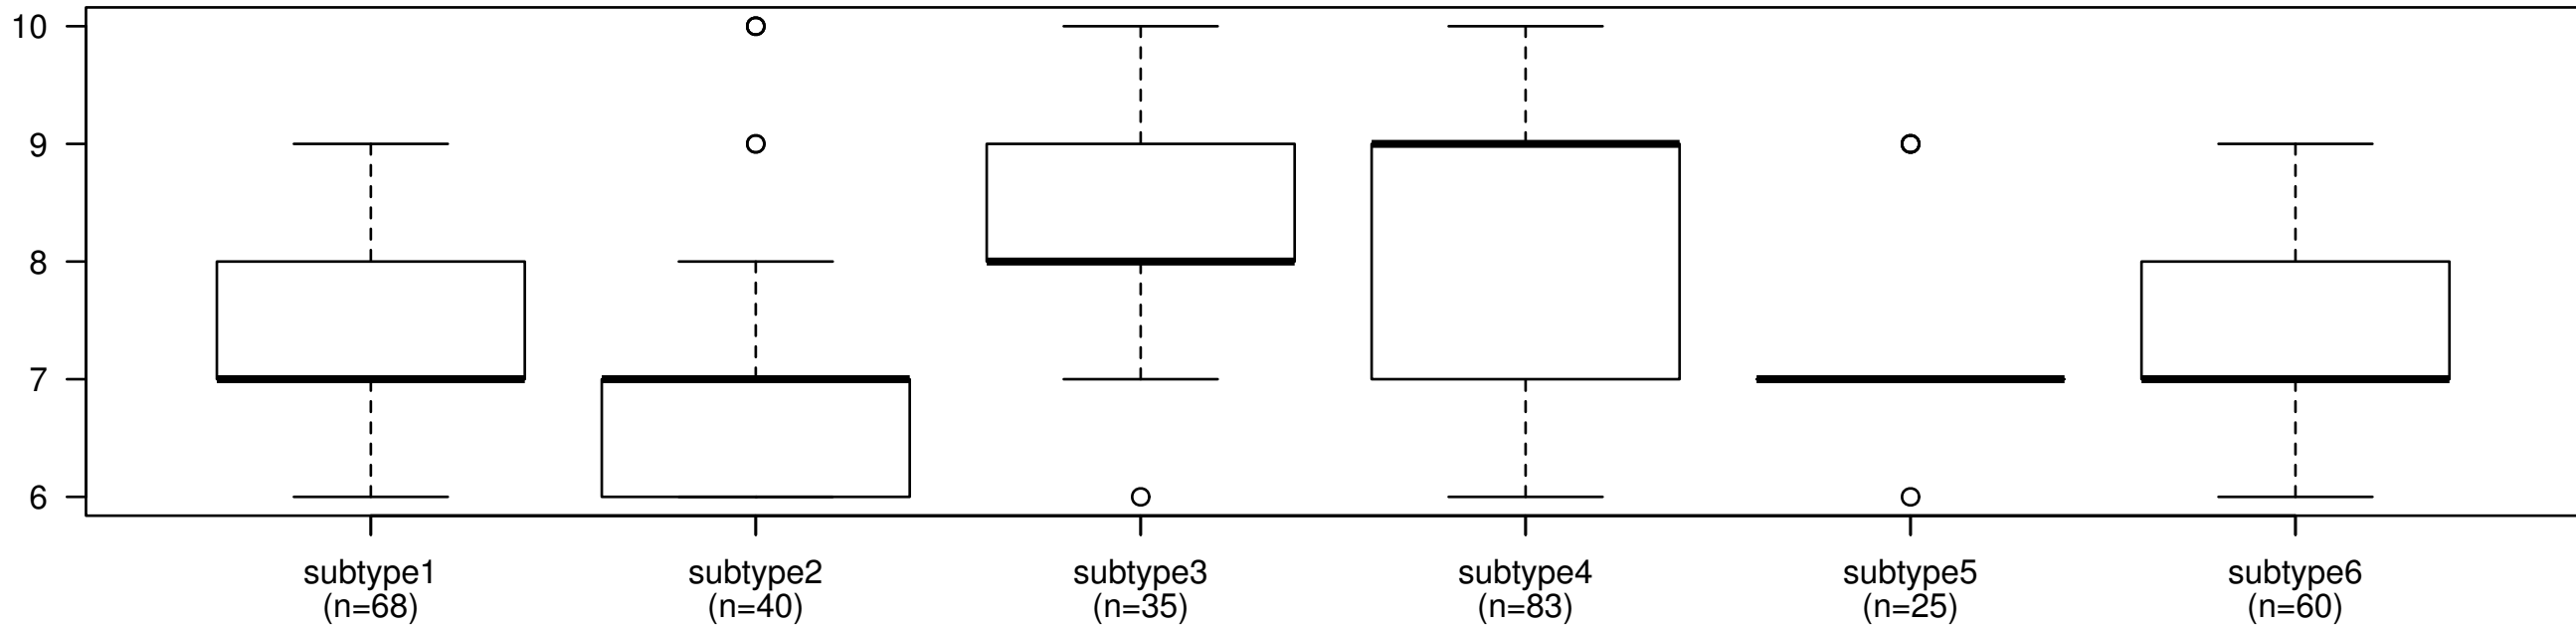 10
9
8
7
6
subtype1 subtype2 subtype3 subtype4 subtype5 subtype6
(n=68) (n=40) (n=35) (n=83) (n=25) (n=60)